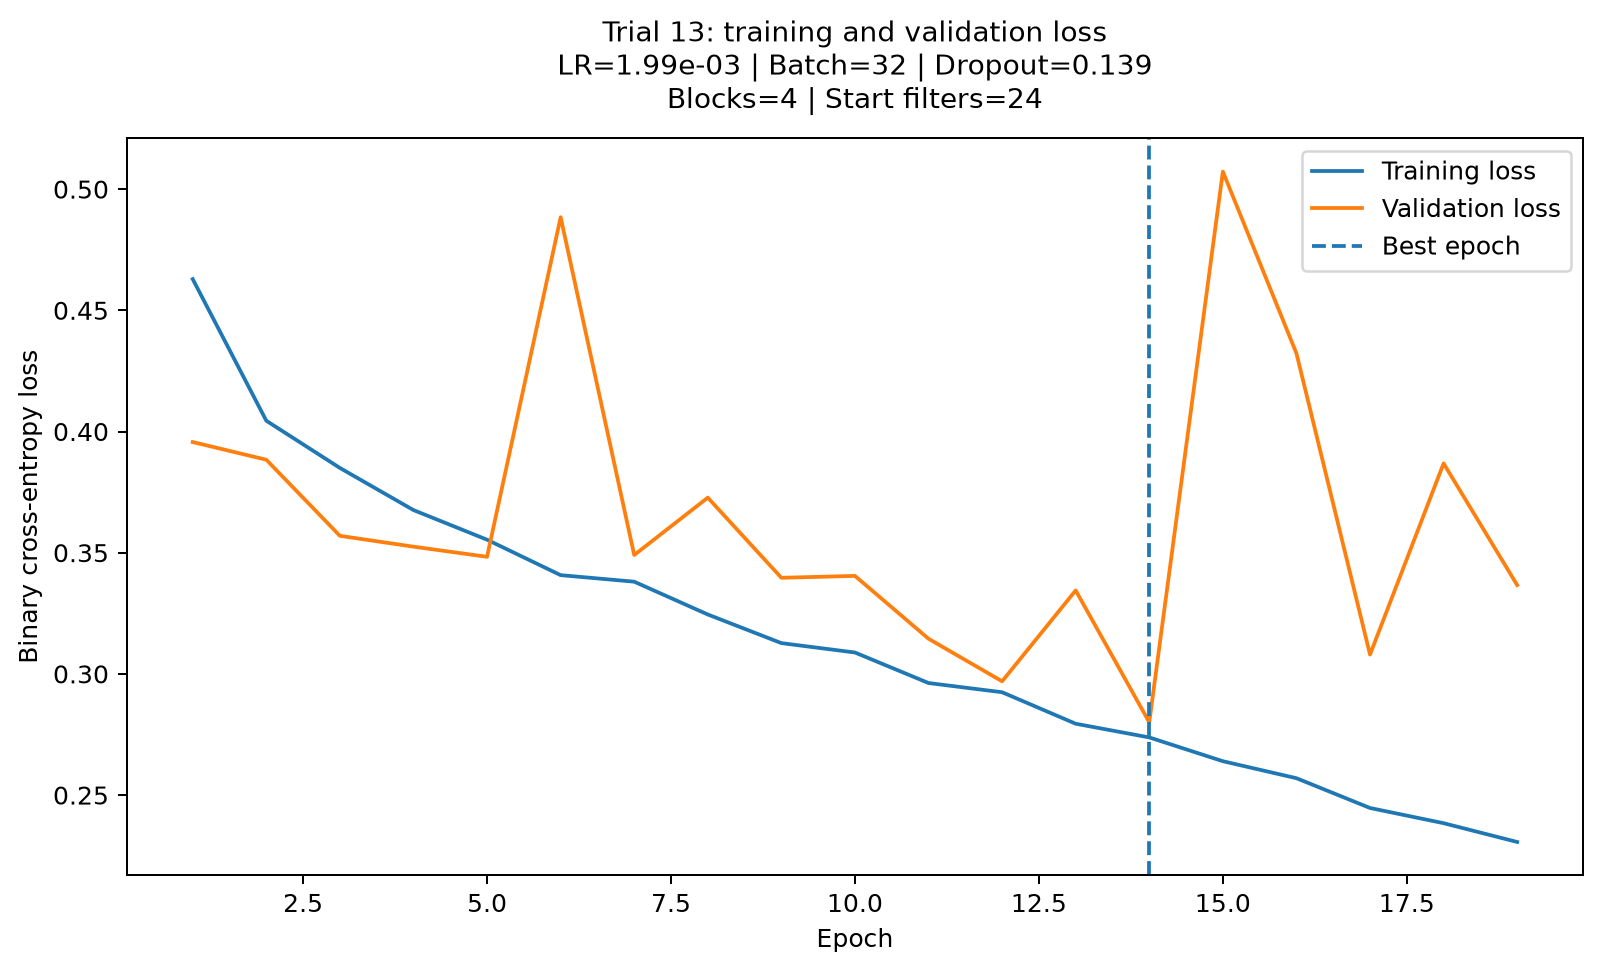 Trial 13: training and validation loss
LR=1.99e-03 | Batch=32 | Dropout=0.139
Blocks=4 | Start filters=24
Training loss
Validation loss
Best epoch
Binary cross-entropy loss
0.50
0.45
0.40
0.35
0.30
0.25
2.5 5.0 7.5 10.0 12.5 15.0 17.5
Epoch